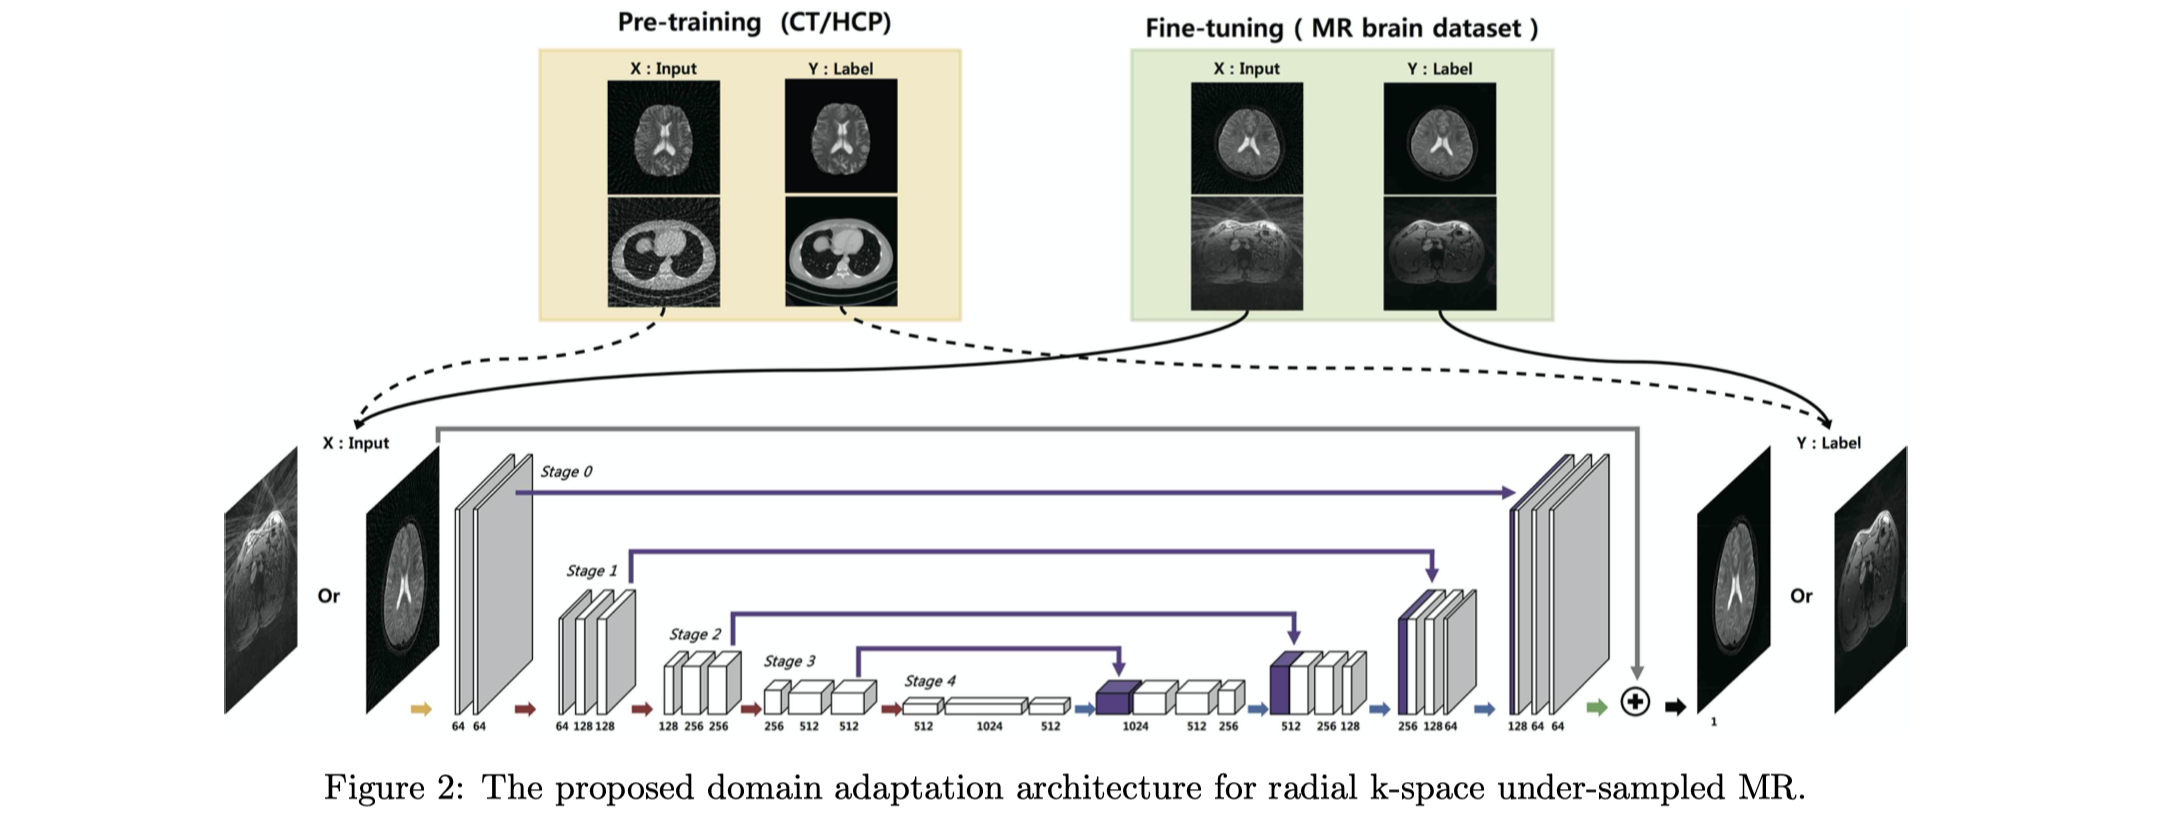 Pre-training (CT/HCP)
Fine-tuning ( MR brain dataset )
X : Input Y : Label
X : Input Y : Label
X : Input
Y : Label
Stage 0
Stage 1
Or
Or
Stage 2
Stage 3
Stage 4
64 64 64 128 128 128 256 256 256 512 512 512 1024 512 1024 512 256 512 256 128 256 128 64 128 64 64 1
Figure 2: The proposed domain adaptation architecture for radial k-space under-sampled MR.